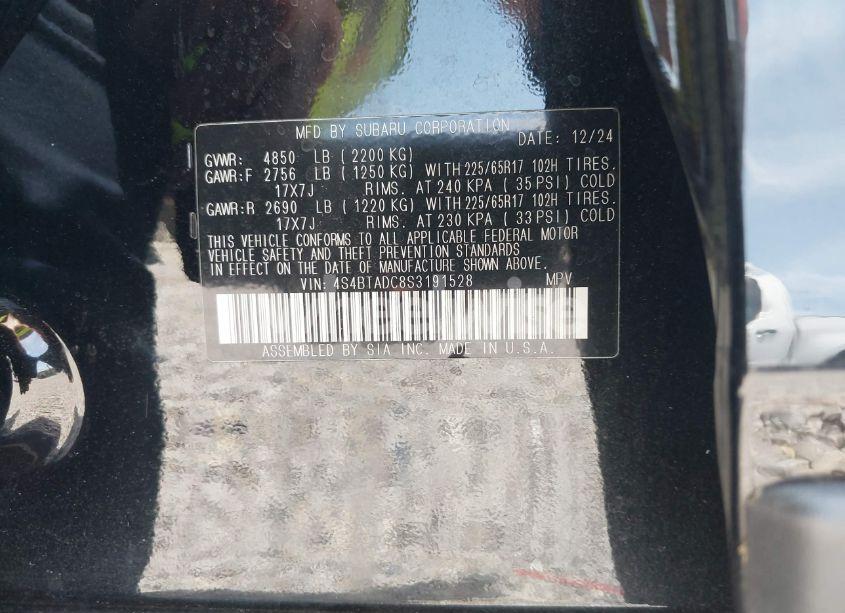 MFD BY SUBARU CORPORATION
DATE: 12/24
GVWR: 4850 LB ( 2200 KG)
GAWR:F 2756 LB ( 1250 KG) WITH 225/65R17 102H TIRES.
17X7J RIMS. AT 240 KPA ( 35 PSI) COLD
GAWR:R 2690 LB ( 1220 KG) WITH 225/65R17 102H TIRES.
17X7J RIMS. AT 230 KPA ( 33 PSI) COLD
THIS VEHICLE CONFORMS TO ALL APPLICABLE FEDERAL MOTOR
VEHICLE SAFETY AND THEFT PREVENTION STANDARDS
IN EFFECT ON THE DATE OF MANUFACTURE SHOWN ABOVE.
VIN: 4S4BTADC8S3191528 MPV
ASSEMBLED BY SIA INC. MADE IN U.S.A.